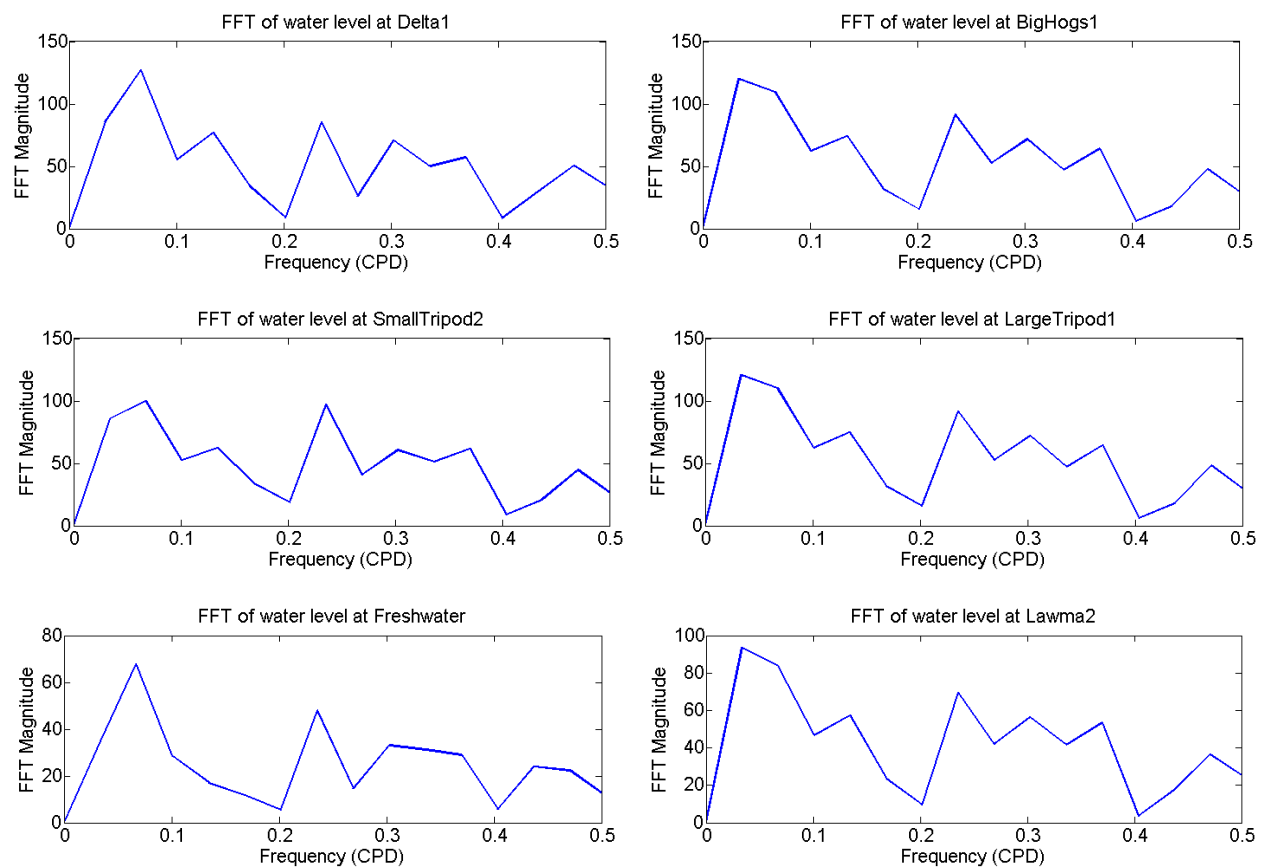 FFT of water level at Delta1
150
100
50
0
FFT Magnitude
0 0.1 0.2 0.3 0.4 0.5
Frequency (CPD)
FFT of water level at BigHogs1
150
100
50
0
FFT Magnitude
0 0.1 0.2 0.3 0.4 0.5
Frequency (CPD)
FFT of water level at SmallTripod2
150
100
50
0
FFT Magnitude
0 0.1 0.2 0.3 0.4 0.5
Frequency (CPD)
FFT of water level at LargeTripod1
150
100
50
0
FFT Magnitude
0 0.1 0.2 0.3 0.4 0.5
Frequency (CPD)
FFT of water level at Freshwater
80
60
40
20
0
FFT Magnitude
0 0.1 0.2 0.3 0.4 0.5
Frequency (CPD)
FFT of water level at Lawma2
100
80
60
40
20
0
FFT Magnitude
0 0.1 0.2 0.3 0.4 0.5
Frequency (CPD)